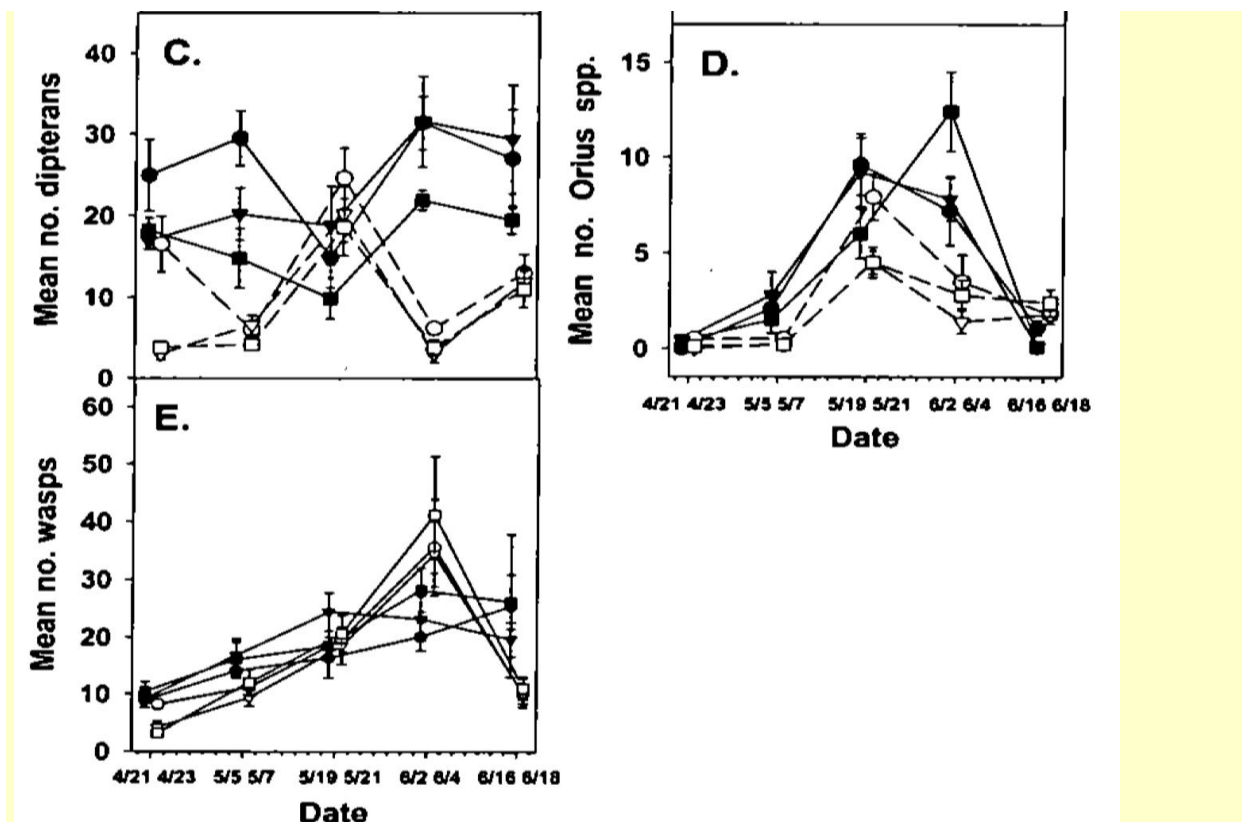 C.
40
30
20
10
0
Mean no. dipterans
D.
15
10
5
0
Mean no. Orius spp.
4/21 4/23 5/5 5/7 5/19 5/21 6/2 6/4 6/16 6/18
Date
E.
60
50
40
30
20
10
0
Mean no. wasps
4/21 4/23 5/5 5/7 5/19 5/21 6/2 6/4 6/16 6/18
Date